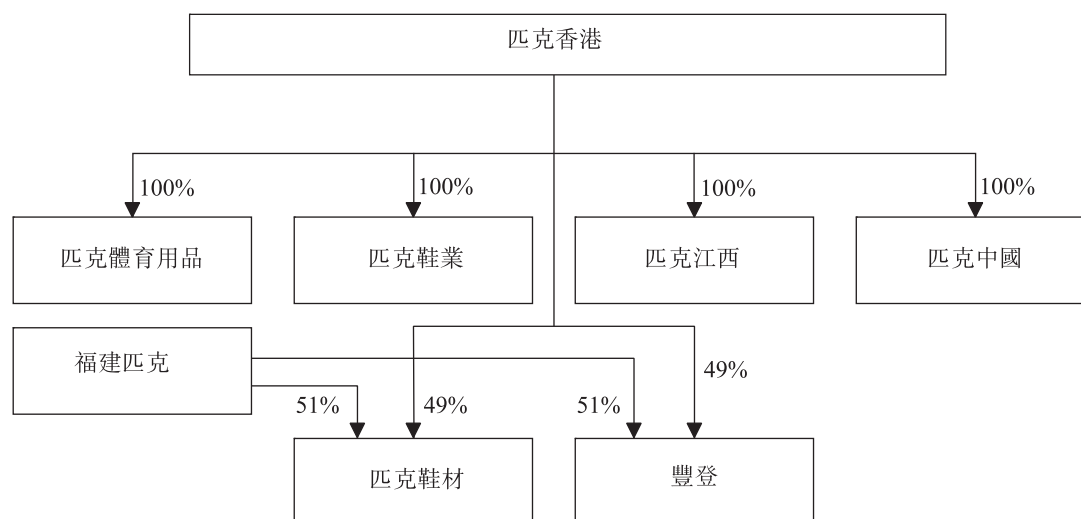 匹克香港
100%
100%
100%
100%
匹克體育用品
匹克鞋業
匹克江西
匹克中國
福建匹克
49%
51%
49%
51%
匹克鞋材
豐登